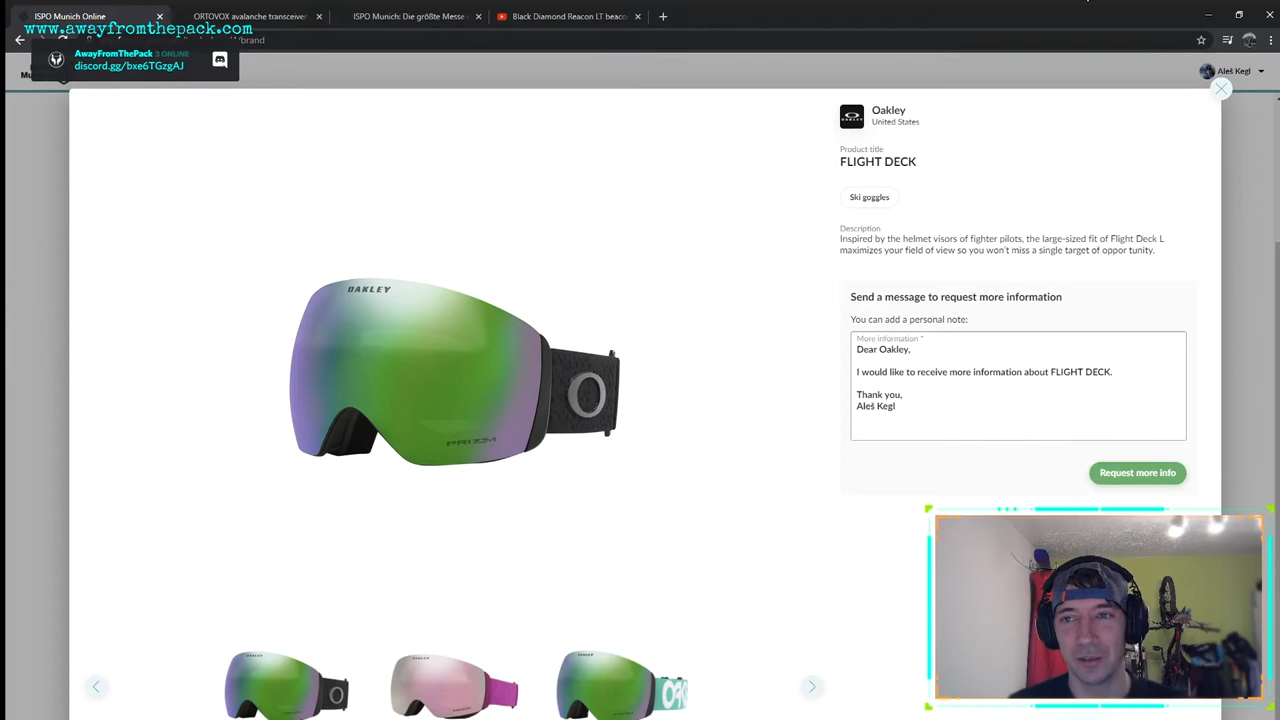 ISPO Munich Online
ORTOVOX avalanche transceiver
ISPO Munich: Die größte Messe
Black Diamond Reacon LT beaco
www.awayfromthepack.com
/brand
AwayFromThePack 3 ONLINE
discord.gg/bxe6TGzgAJ
Aleš Kegl
Oakley
United States
Product title
FLIGHT DECK
Ski goggles
Description
Inspired by the helmet visors of fighter pilots, the large-sized fit of Flight Deck L
maximizes your field of view so you won't miss a single target of oppor tunity.
Send a message to request more information
You can add a personal note:
More information *
Dear Oakley,
I would like to receive more information about FLIGHT DECK.
Thank you,
Aleš Kegl
Request more info
OAKLEY
PRIZM